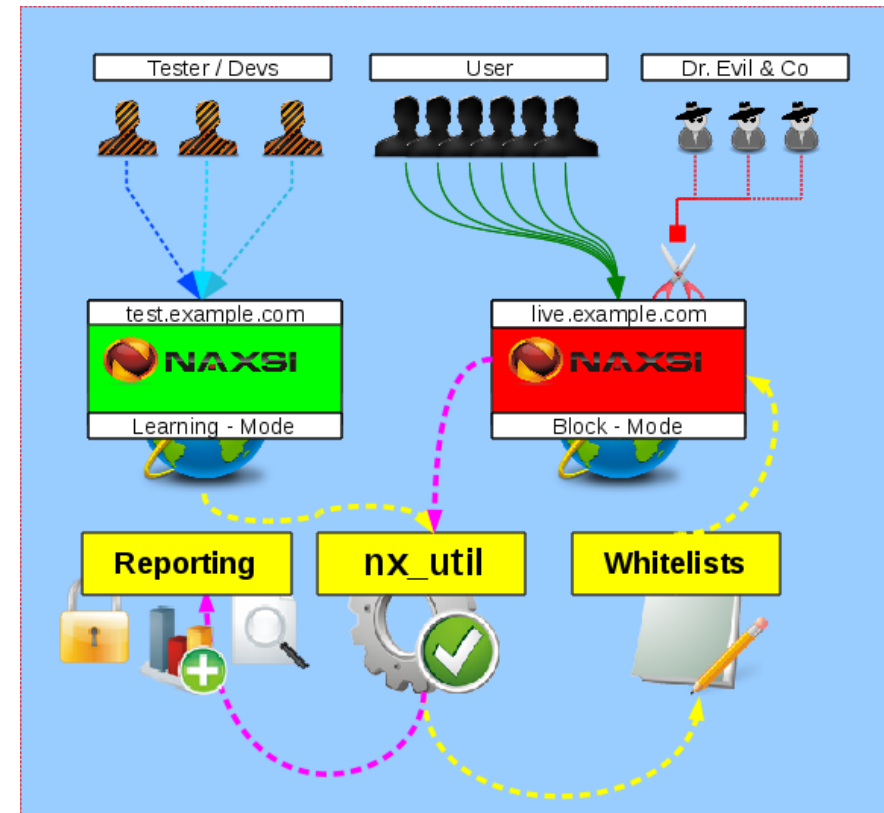 Tester / Devs
User
Dr. Evil & Co
test.example.com
live.example.com
NAXSI
NAXSI
Learning - Mode
Block - Mode
Reporting
nx_util
Whitelists